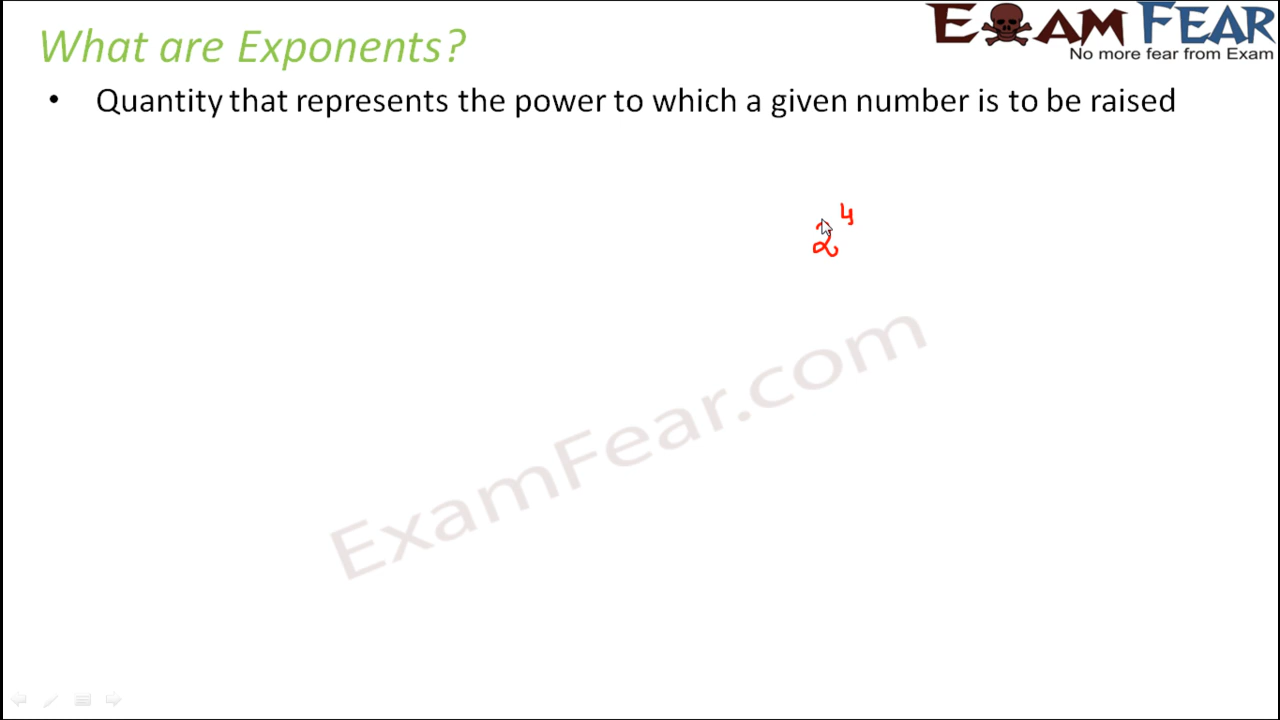 What are Exponents?
EXAM FEAR
No more fear from Exam
• Quantity that represents the power to which a given number is to be raised
2⁴
ExamFear.com